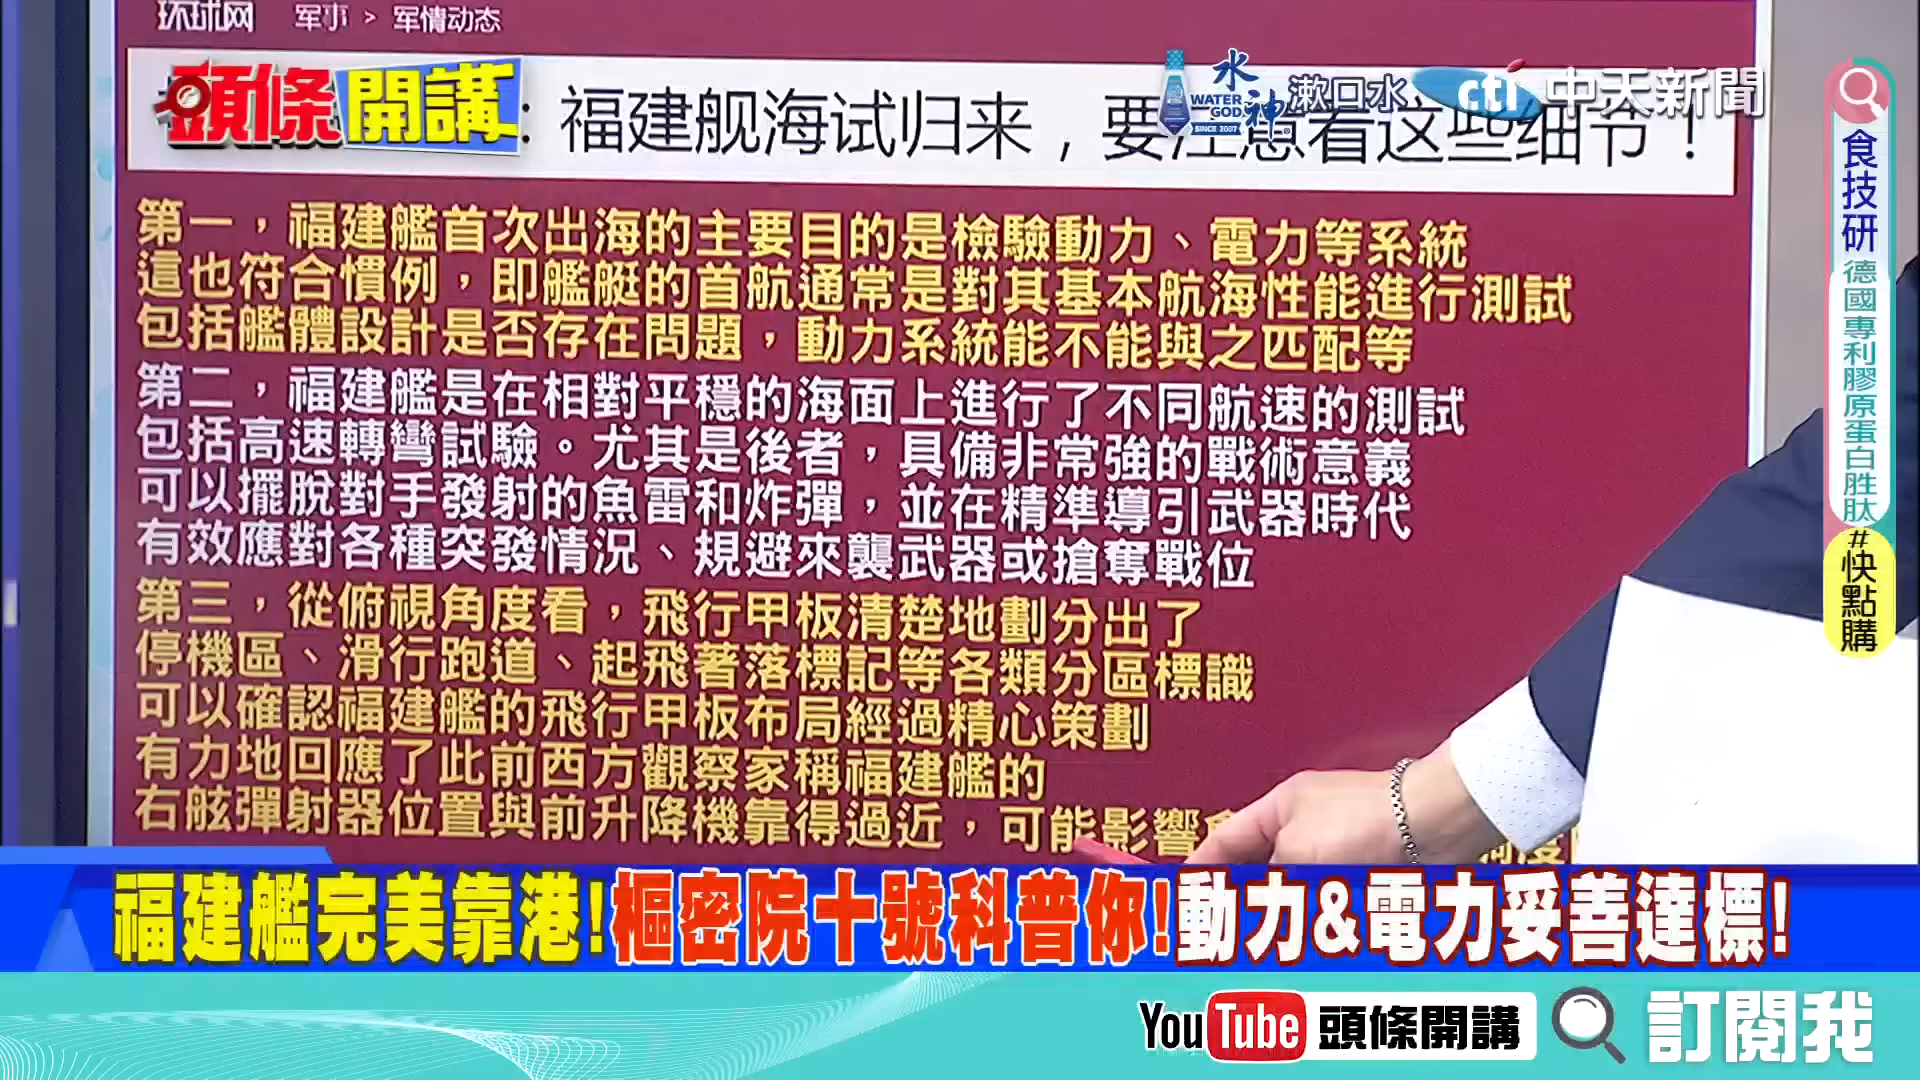 环球网 军事 > 军情动态
頭條開講
：福建舰海试归来，要注意看这些细节！
水神
WATER GOD
SINCE 2007
漱口水
cti 中天新聞
食技研 德國專利膠原蛋白胜肽 #快點購
第一，福建艦首次出海的主要目的是檢驗動力、電力等系統
這也符合慣例，即艦艇的首航通常是對其基本航海性能進行測試
包括艦體設計是否存在問題，動力系統能不能與之匹配等
第二，福建艦是在相對平穩的海面上進行了不同航速的測試
包括高速轉彎試驗。尤其是後者，具備非常強的戰術意義
可以擺脫對手發射的魚雷和炸彈，並在精準導引武器時代
有效應對各種突發情況、規避來襲武器或搶奪戰位
第三，從俯視角度看，飛行甲板清楚地劃分出了
停機區、滑行跑道、起飛著落標記等各類分區標識
可以確認福建艦的飛行甲板布局經過精心策劃
有力地回應了此前西方觀察家稱福建艦的
右舷彈射器位置與前升降機靠得過近，可能影響
福建艦完美靠港!樞密院十號科普你!動力&電力妥善達標!
YouTube 頭條開講 訂閱我